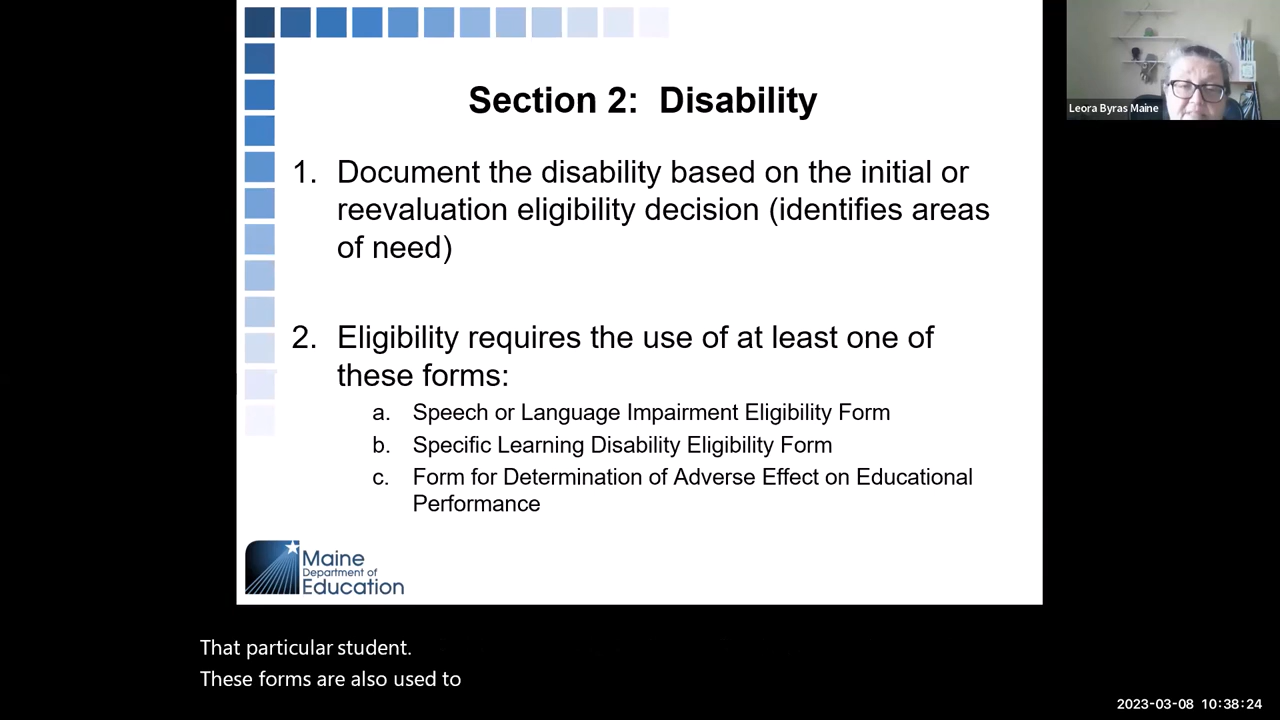 Section 2: Disability
Leora Byras Maine
1. Document the disability based on the initial or
reevaluation eligibility decision (identifies areas
of need)
2. Eligibility requires the use of at least one of
these forms:
a. Speech or Language Impairment Eligibility Form
b. Specific Learning Disability Eligibility Form
c. Form for Determination of Adverse Effect on Educational
Performance
Maine
Department of
Education
That particular student.
These forms are also used to
2023-03-08 10:38:24